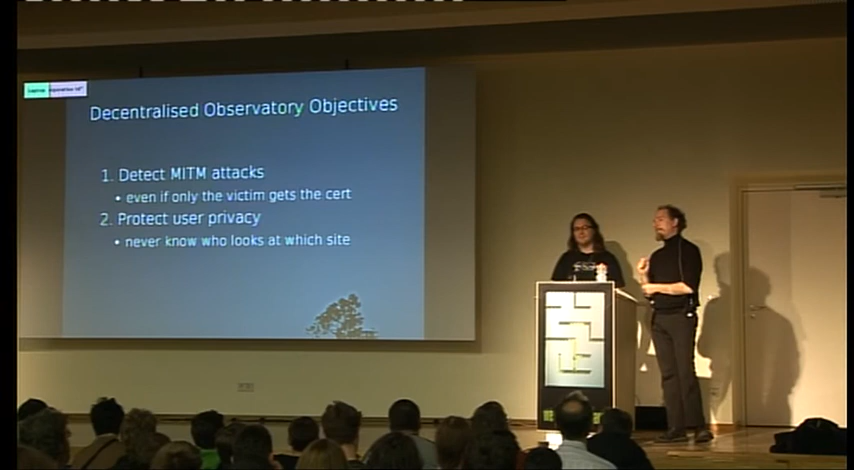 Decentralised Observatory Objectives
1. Detect MITM attacks
• even if only the victim gets the cert
2. Protect user privacy
• never know who looks at which site